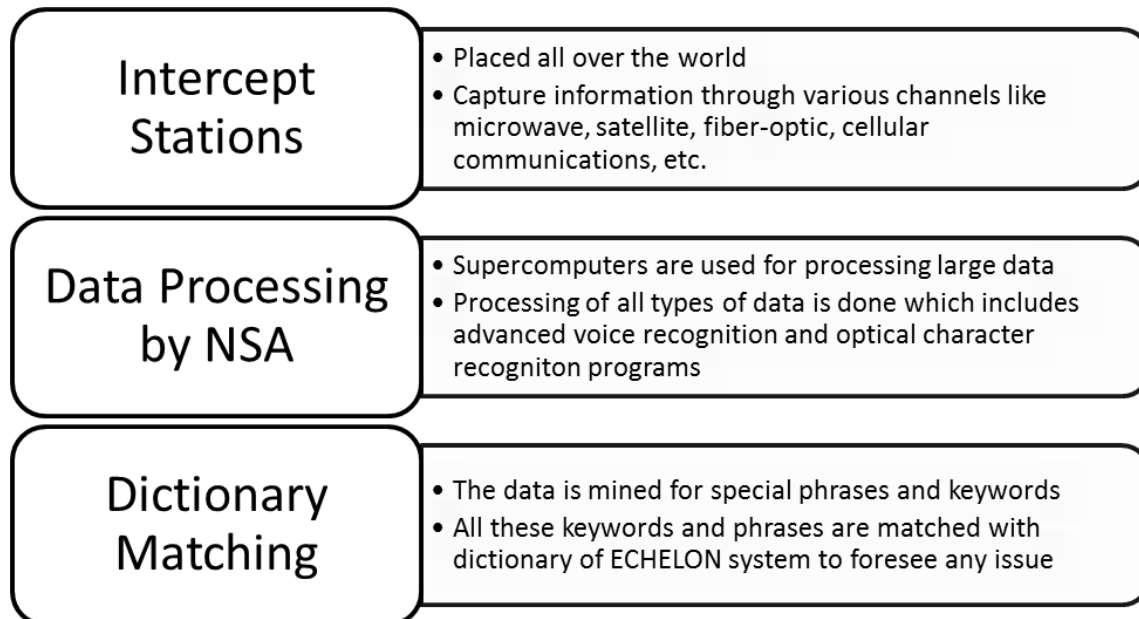 Intercept
Stations
• Placed all over the world
• Capture information through various channels like
microwave, satellite, fiber-optic, cellular
communications, etc.
Data Processing
by NSA
• Supercomputers are used for processing large data
• Processing of all types of data is done which includes
advanced voice recognition and optical character
recogniton programs
Dictionary
Matching
• The data is mined for special phrases and keywords
• All these keywords and phrases are matched with
dictionary of ECHELON system to foresee any issue